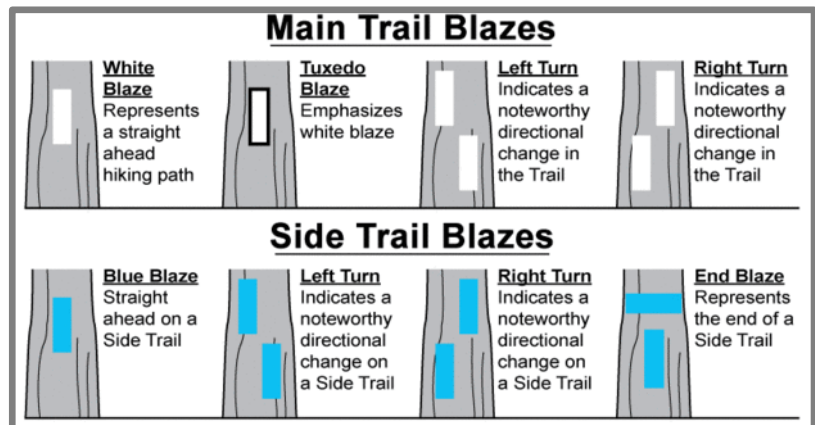 Main Trail Blazes
White
Blaze
Represents
a straight
ahead
hiking path
Tuxedo
Blaze
Emphasizes
white blaze
Left Turn
Indicates a
noteworthy
directional
change in
the Trail
Right Turn
Indicates a
noteworthy
directional
change in
the Trail
Side Trail Blazes
Blue Blaze
Straight
ahead on a
Side Trail
Left Turn
Indicates a
noteworthy
directional
change on
a Side Trail
Right Turn
Indicates a
noteworthy
directional
change on
a Side Trail
End Blaze
Represents
the end of a
Side Trail